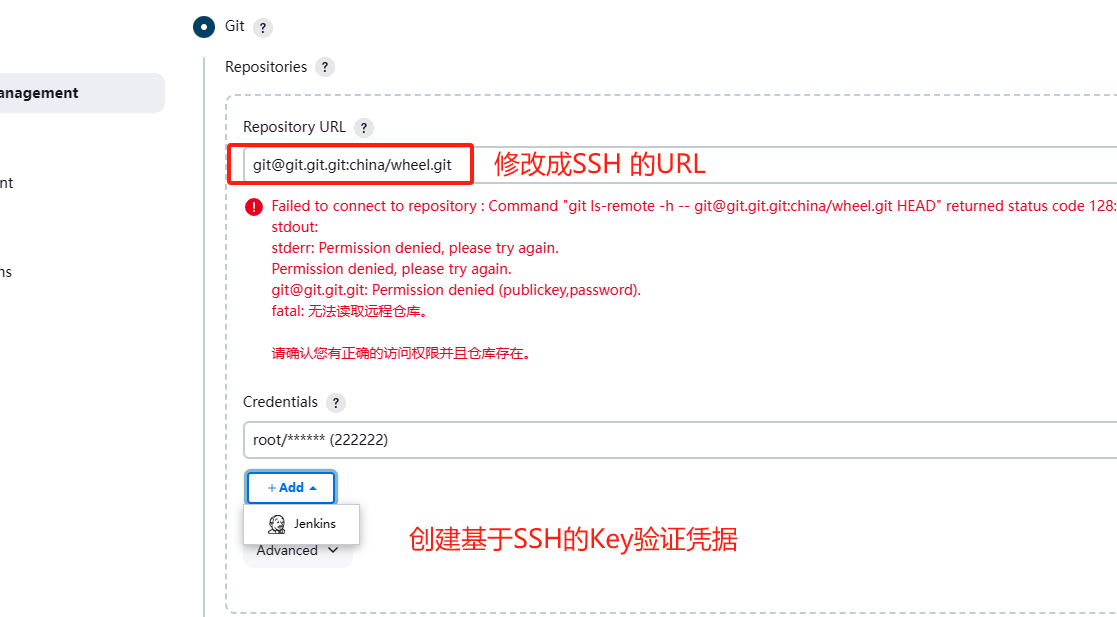 Git ?
Repositories ?
anagement
Repository URL ?
git@git.git.git:china/wheel.git 修改成SSH 的URL
nt
Failed to connect to repository : Command "git ls-remote -h -- git@git.git.git:china/wheel.git HEAD" returned status code 128:
stdout:
stderr: Permission denied, please try again.
Permission denied, please try again.
git@git.git.git: Permission denied (publickey,password).
fatal: 无法读取远程仓库。
请确认您有正确的访问权限并且仓库存在。
ns
Credentials ?
root/****** (222222)
+ Add
Jenkins
创建基于SSH的Key验证凭据
Advanced